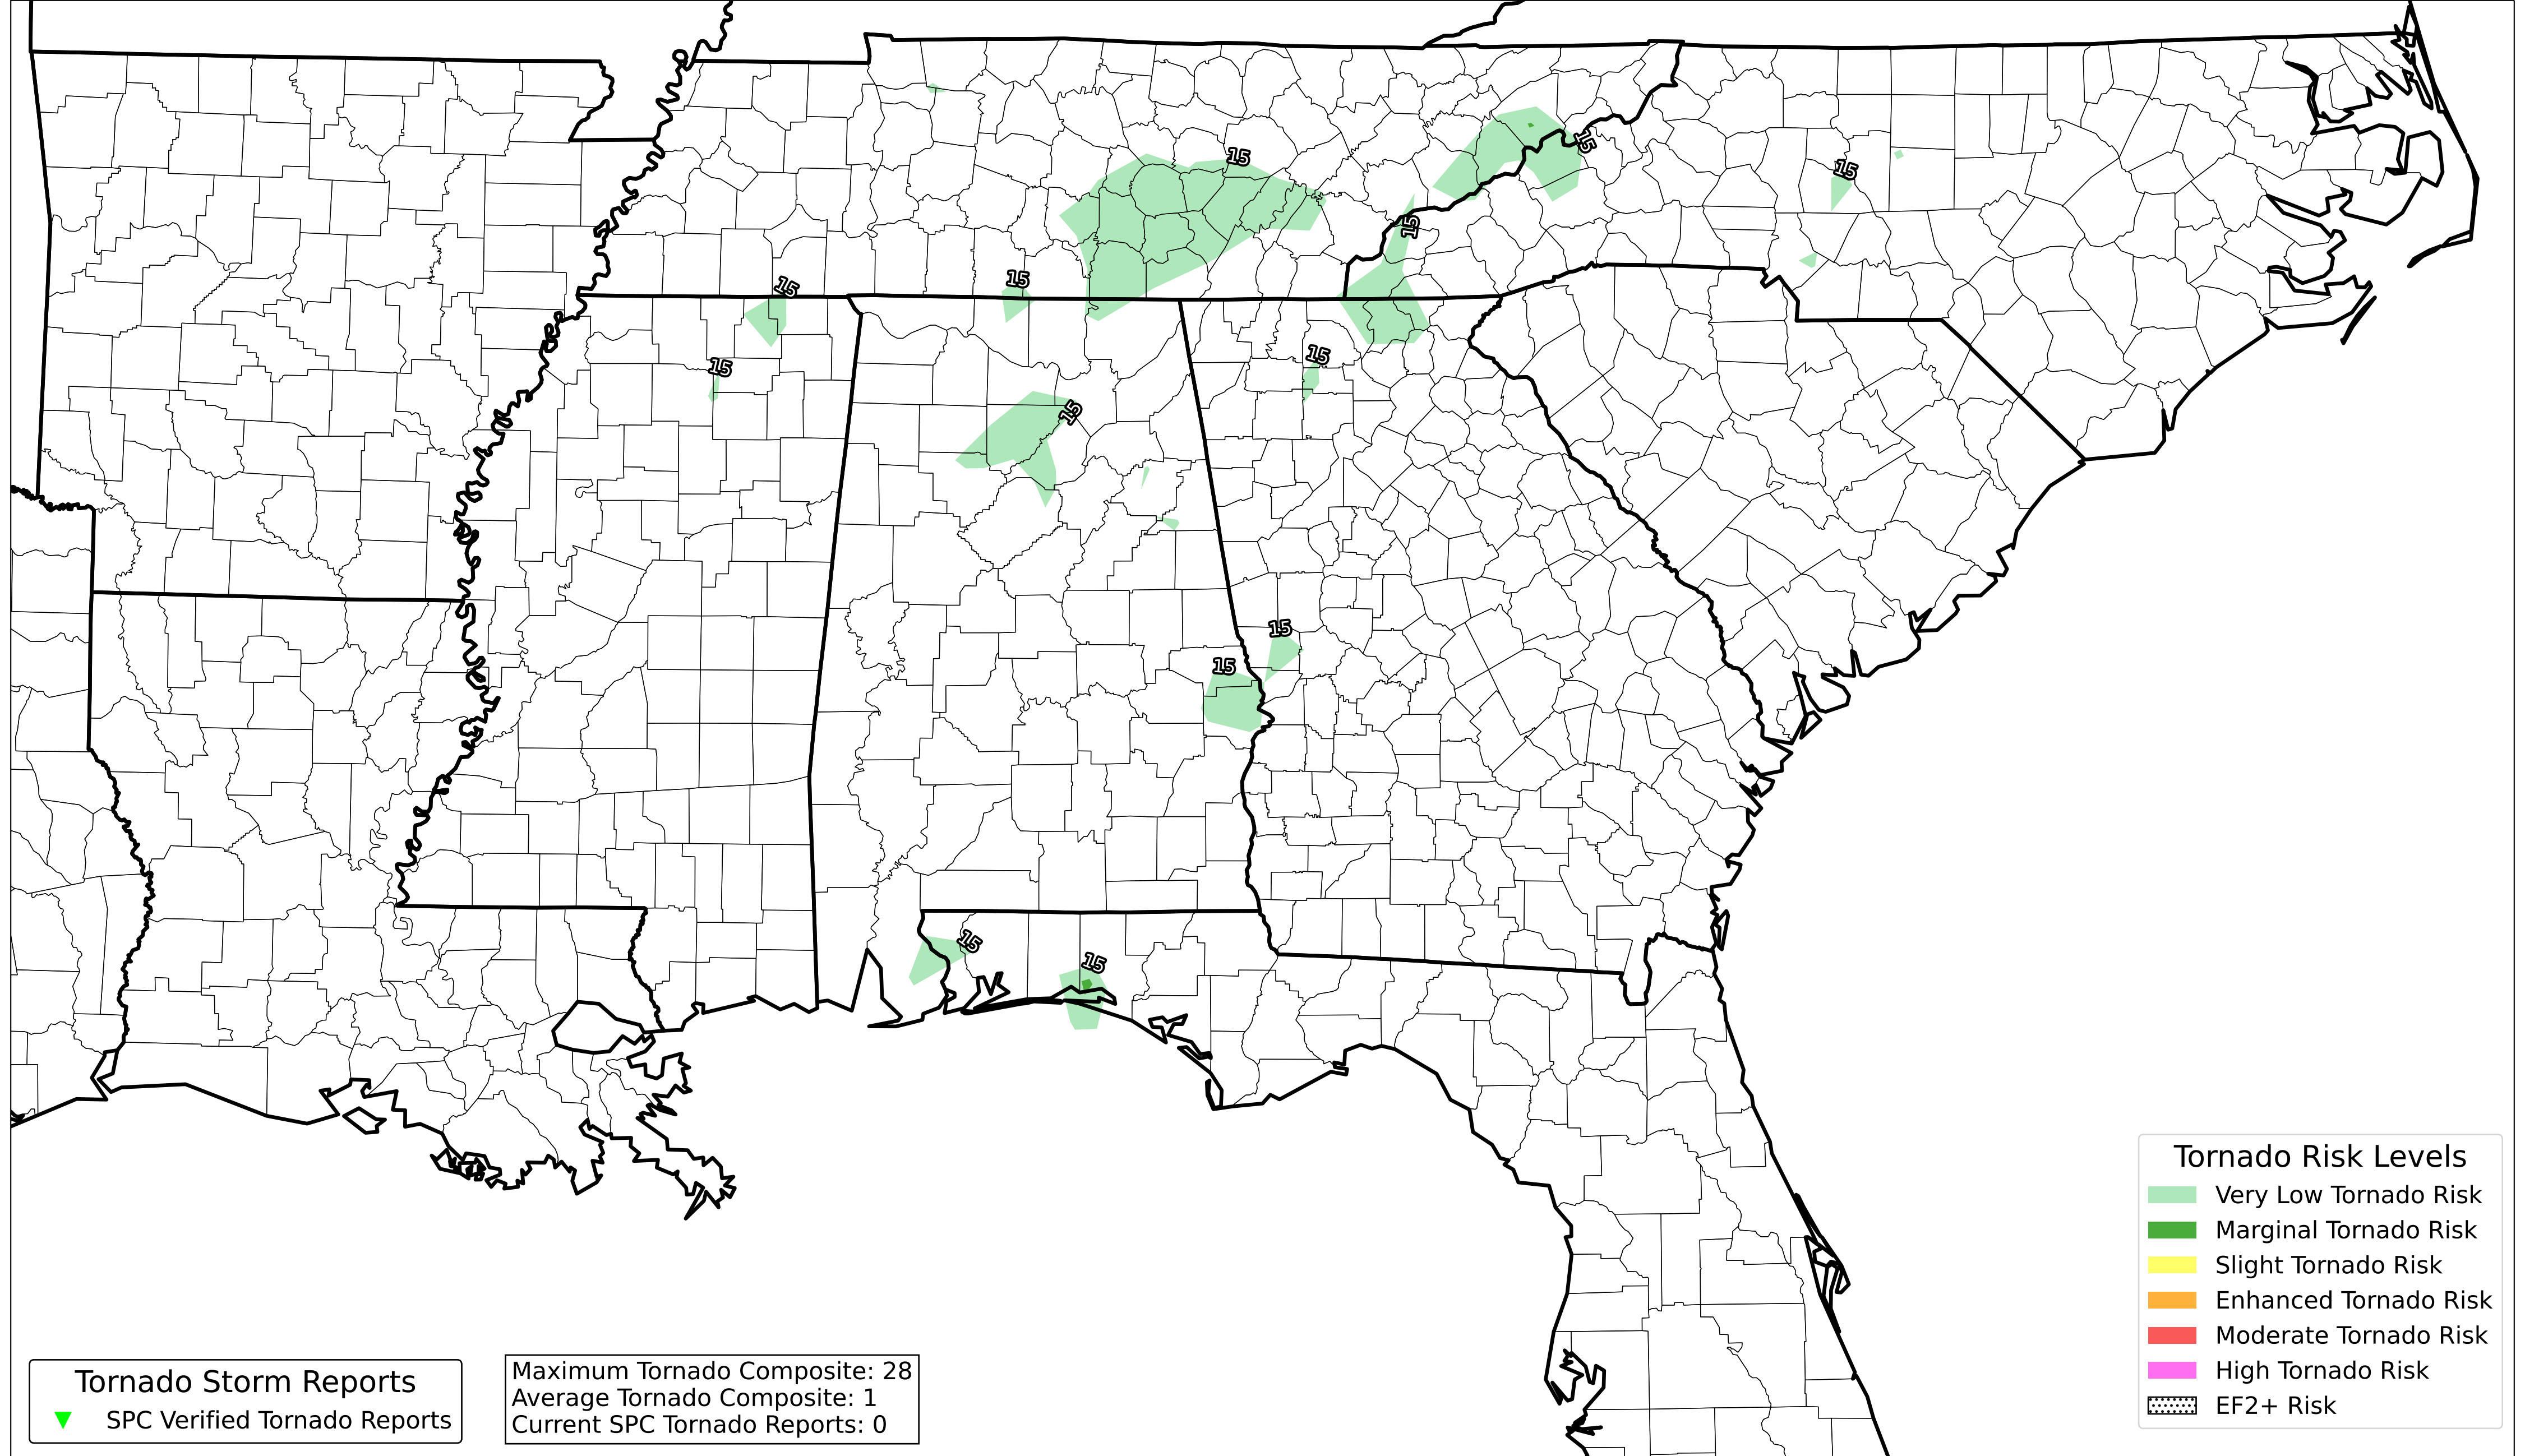 15
15
15
15
15
15
15
15
15
15
15
15
15
15
Tornado Risk Levels
Very Low Tornado Risk
Marginal Tornado Risk
Slight Tornado Risk
Enhanced Tornado Risk
Moderate Tornado Risk
High Tornado Risk
EF2+ Risk
Tornado Storm Reports
SPC Verified Tornado Reports
Maximum Tornado Composite: 28
Average Tornado Composite: 1
Current SPC Tornado Reports: 0